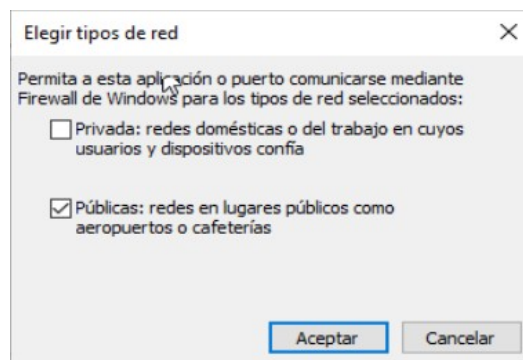 Elegir tipos de red
Permita a esta aplicación o puerto comunicarse mediante
Firewall de Windows para los tipos de red seleccionados:
Privada: redes domésticas o del trabajo en cuyos
usuarios y dispositivos confía
Públicas: redes en lugares públicos como
aeropuertos o cafeterías
Aceptar
Cancelar